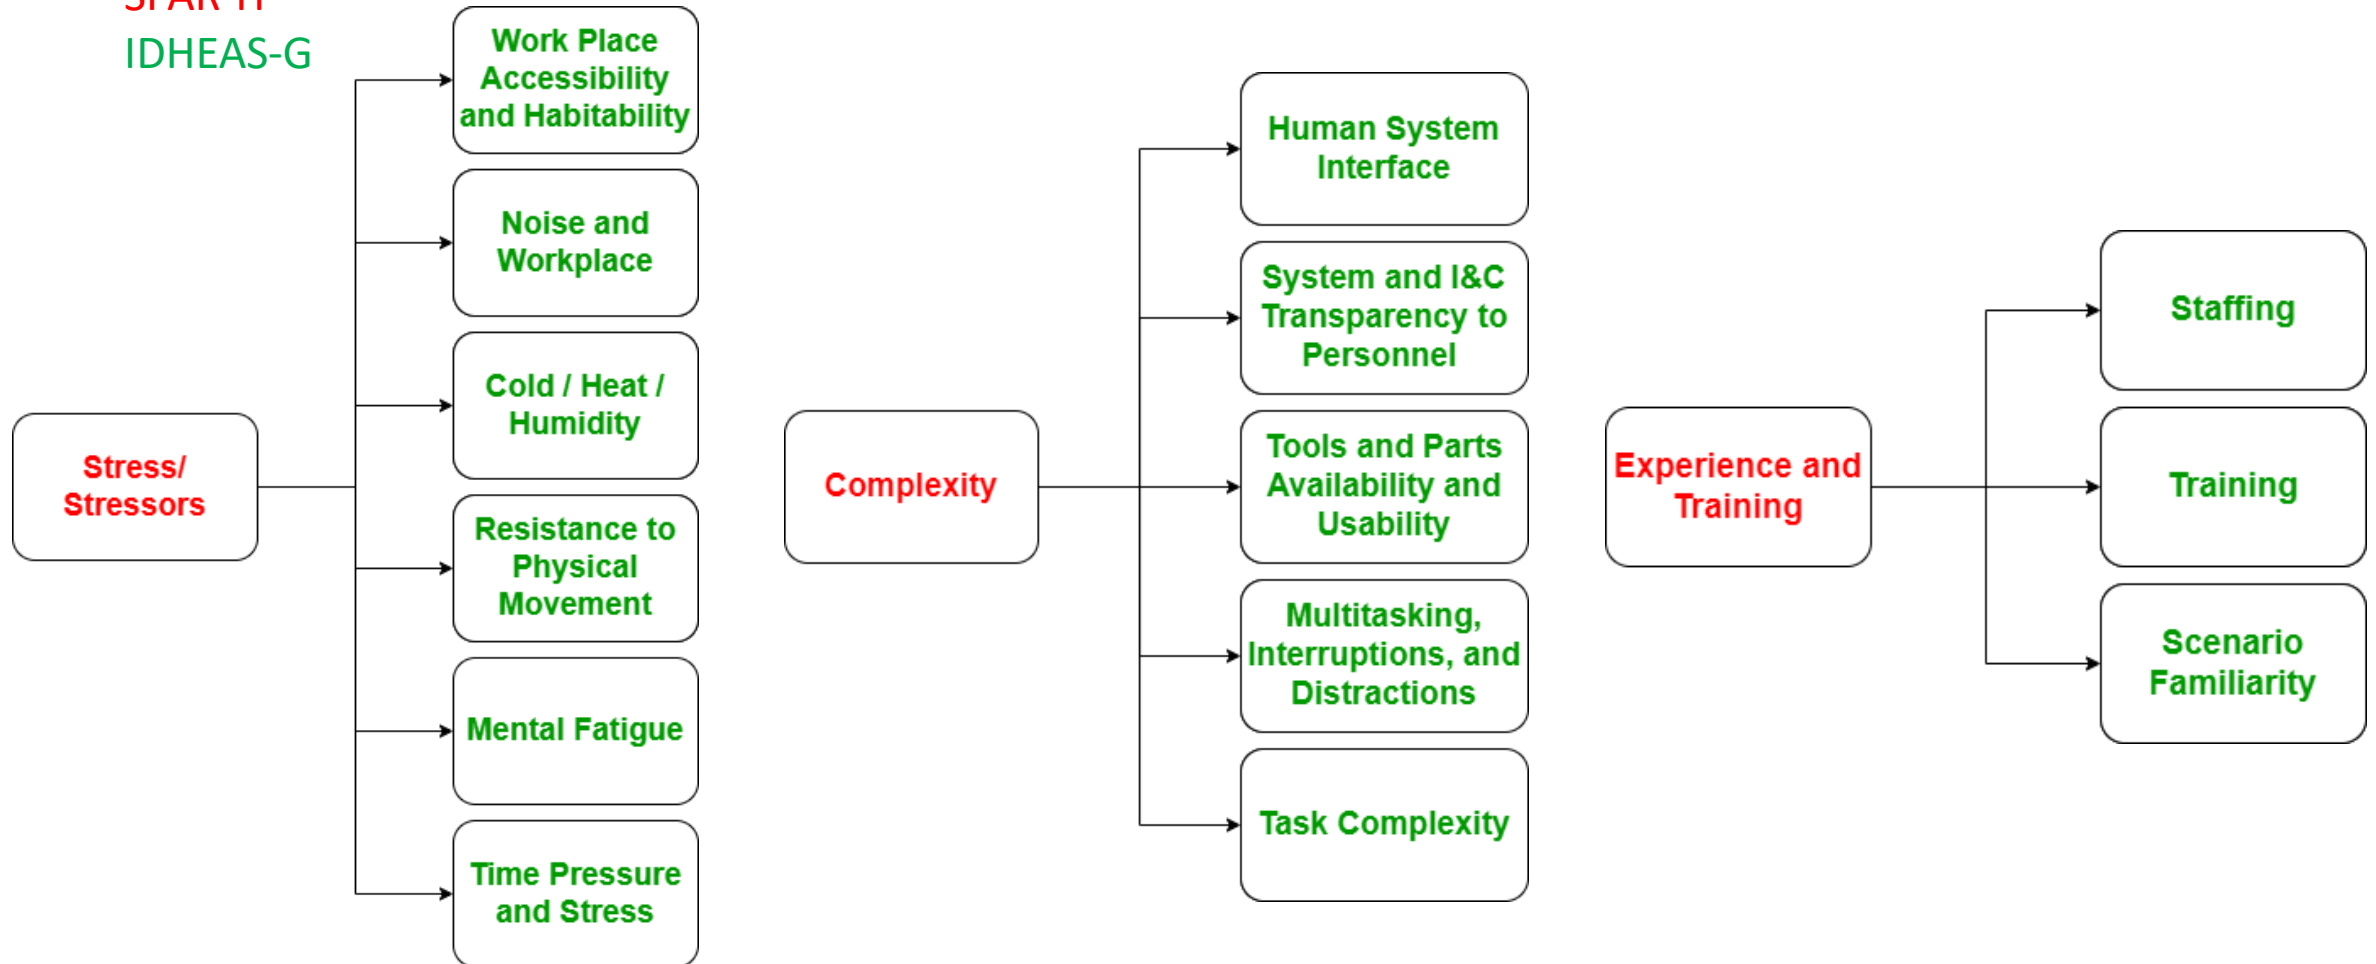 SPAR-H
IDHEAS-G
Work Place
Accessibility
and Habitability
Noise and
Workplace
Cold / Heat /
Humidity
Stress/
Stressors
Resistance to
Physical
Movement
Mental Fatigue
Time Pressure
and Stress
Human System
Interface
System and I&C
Transparency to
Personnel
Complexity
Tools and Parts
Availability and
Usability
Multitasking,
Interruptions, and
Distractions
Task Complexity
Experience and
Training
Staffing
Training
Scenario
Familiarity